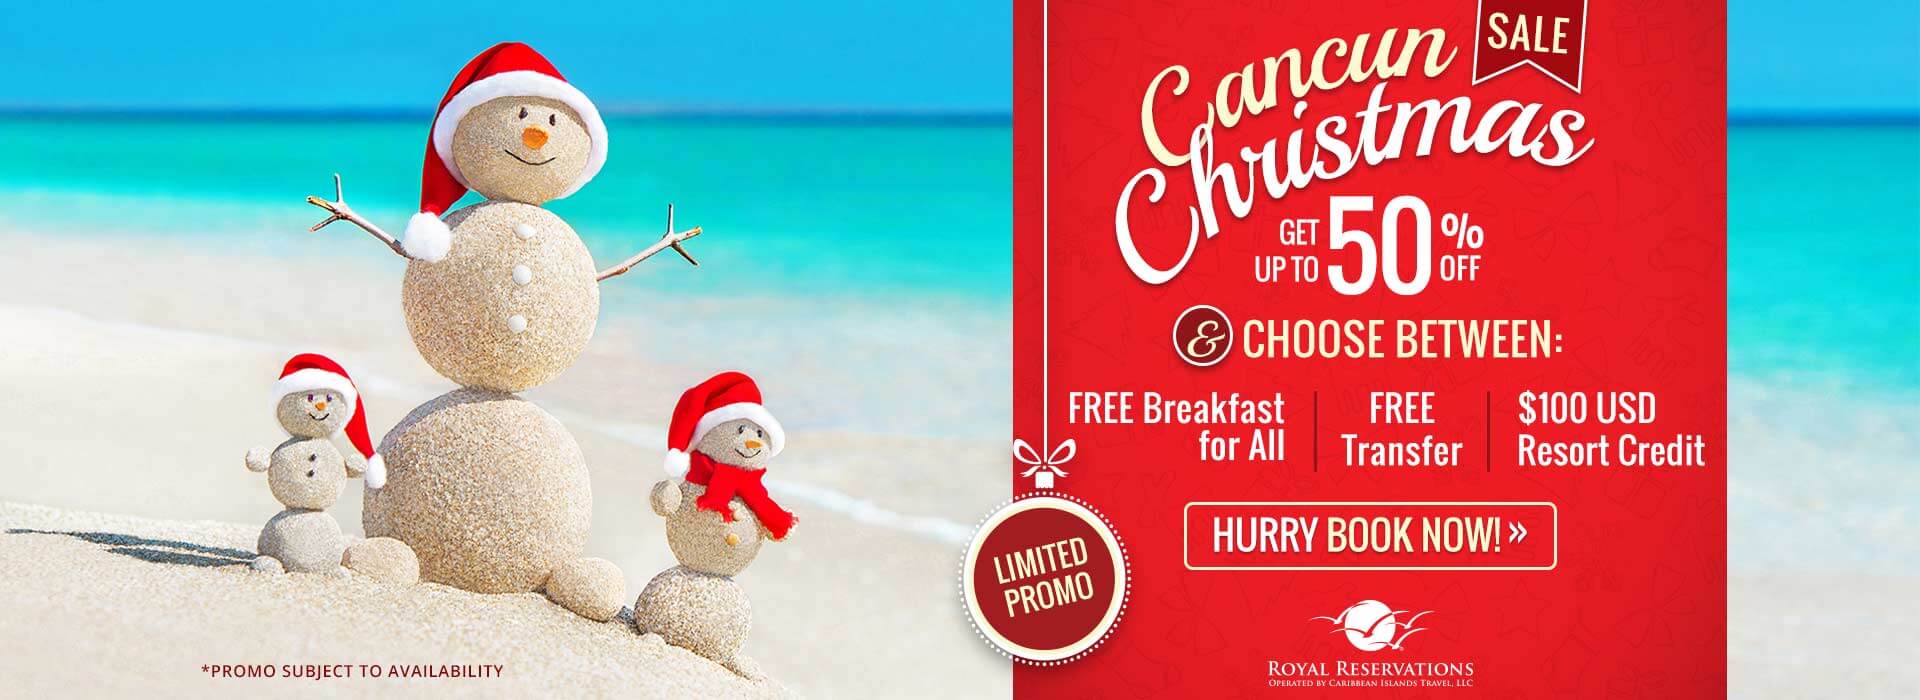 SALE
Cancun
Christmas
GET
UP TO
50
%
OFF
& CHOOSE BETWEEN:
FREE Breakfast
for All
FREE
Transfer
$100 USD
Resort Credit
HURRY BOOK NOW! »
LIMITED
PROMO
ROYAL RESERVATIONS
OPERATED BY CARIBBEAN ISLANDS TRAVEL, LLC
*PROMO SUBJECT TO AVAILABILITY